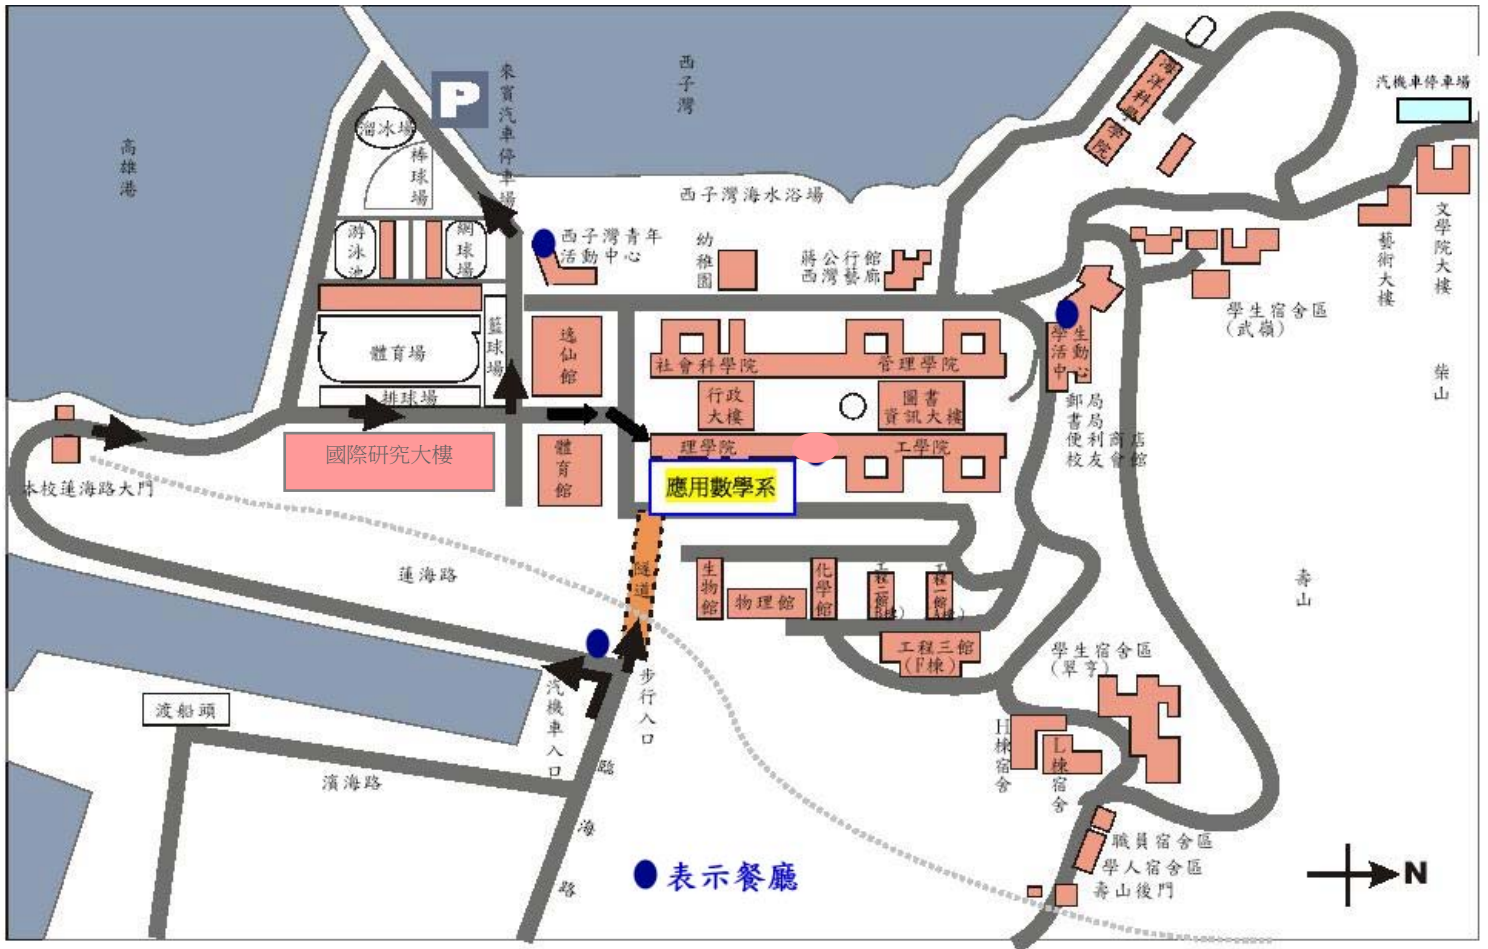 高雄港
西子灣
P
來賓汽車停車場
溜冰場
棒球場
游泳池
網球場
體育場
籃球場
排球場
國際研究大樓
西子灣青年
活動中心
西子灣海水浴場
幼稚園
蔣公行館
西灣藝廊
逸仙館
體育館
社會科學院
管理學院
行政
大樓
圖書
資訊大樓
理學院
工學院
應用數學系
海洋科學
學院
汽機車停車場
文學院大樓
藝術大樓
學生宿舍區
(武嶺)
柴山
學生
活動
中心
郵局
書局
便利商店
校友會館
本校蓮海路大門
蓮海路
隧道
生物館
物理館
化學館
工程三館
(F棟)
壽山
學生宿舍區
(翠亨)
H棟宿舍
L棟宿舍
渡船頭
濱海路
汽機車入口
步行入口
臨海路
職員宿舍區
學人宿舍區
壽山後門
表示餐廳
N